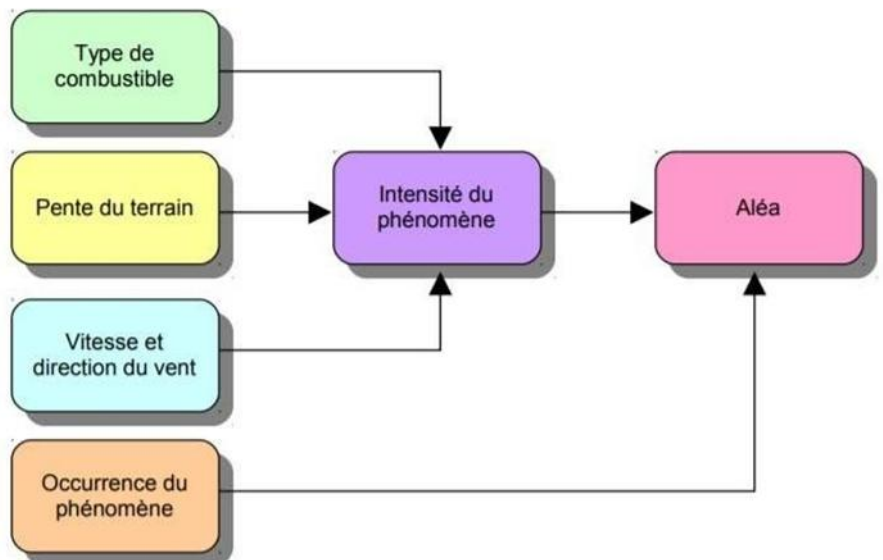 Type de
combustible
Pente du terrain
Intensité du
phénomène
Aléa
Vitesse et
direction du vent
Occurrence du
phénomène